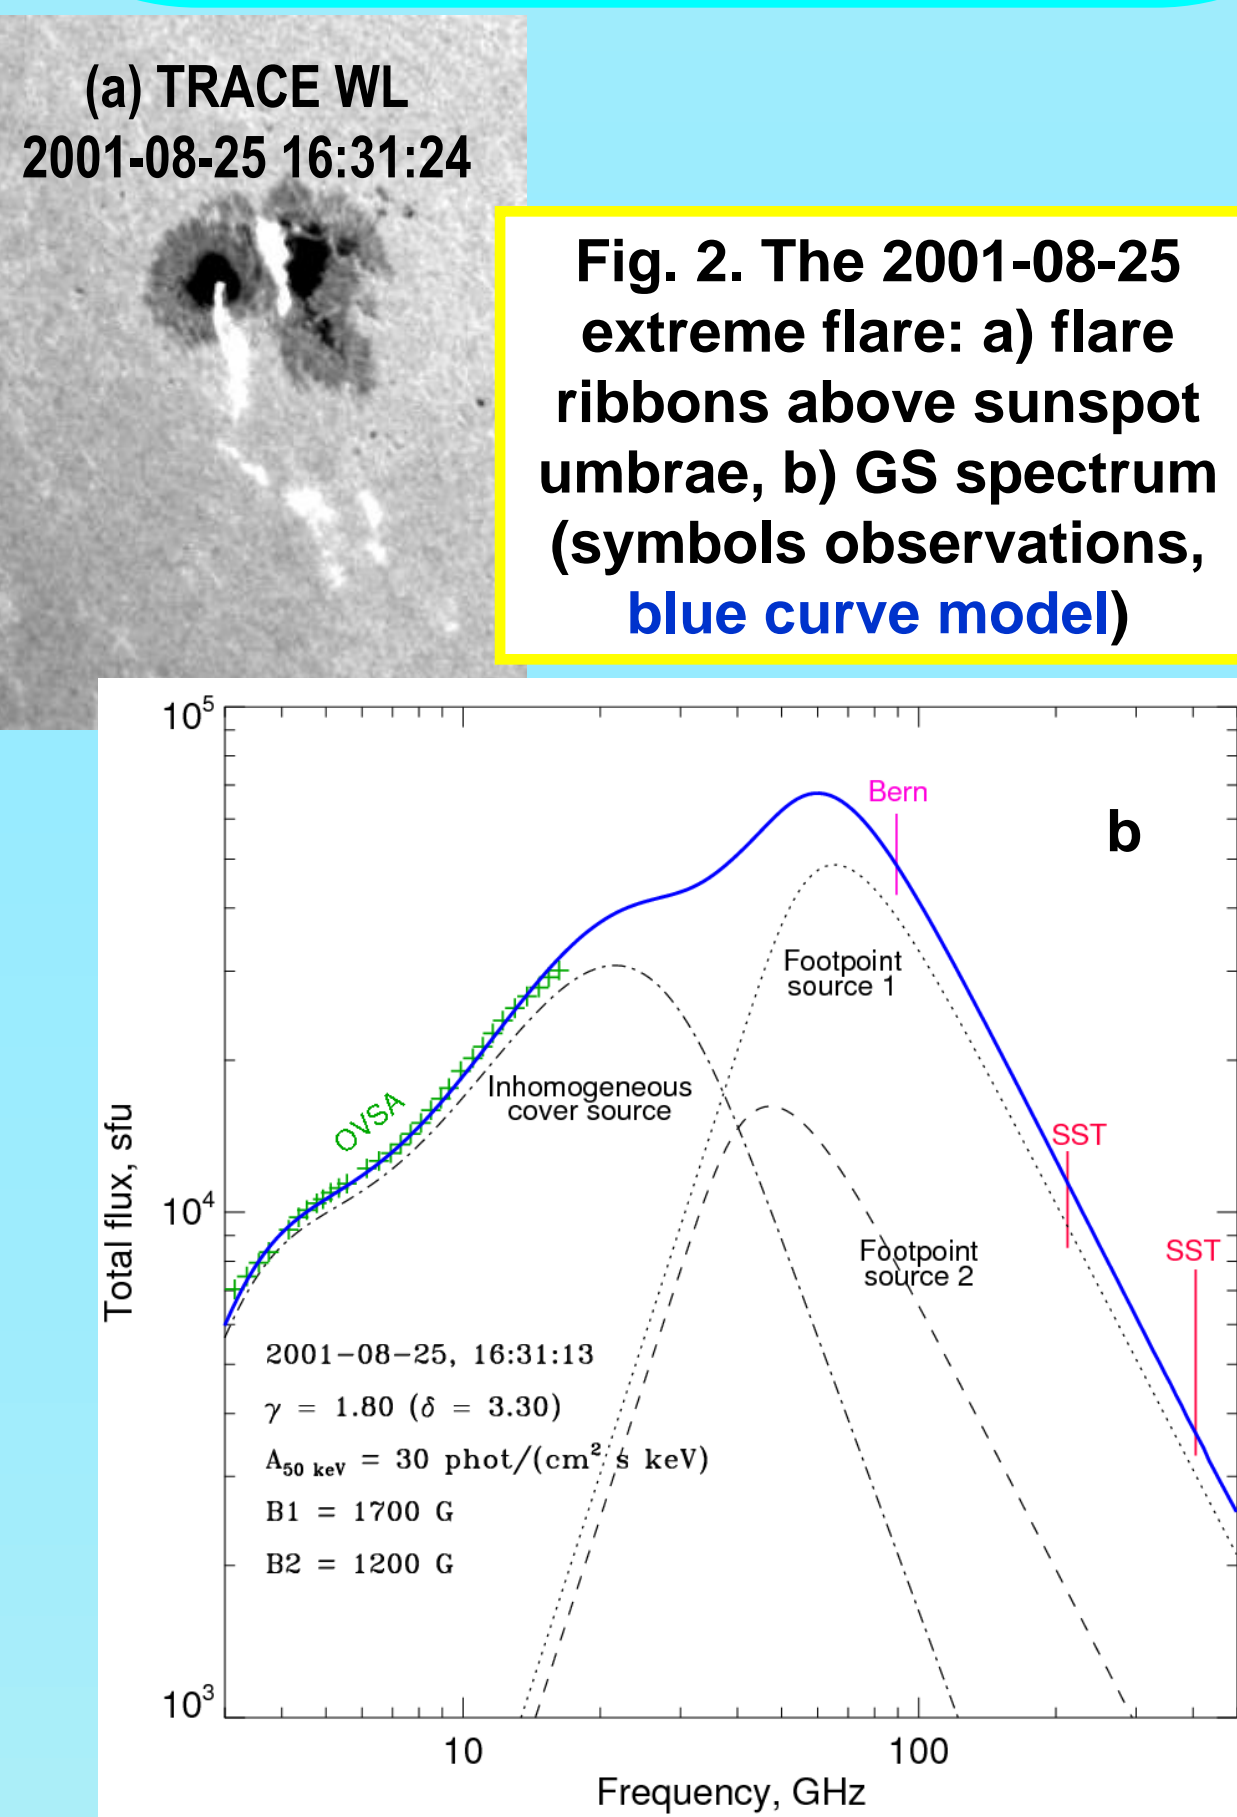 (a) TRACE WL
2001-08-25 16:31:24
Fig. 2. The 2001-08-25
extreme flare: a) flare
ribbons above sunspot
umbrae, b) GS spectrum
(symbols observations,
blue curve model)
10⁵
Bern
b
Footpoint
source 1
Inhomogeneous
cover source
OVSA
SST
10⁴
Footpoint
source 2
SST
Total flux, sfu
2001−08−25, 16:31:13
γ = 1.80 (δ = 3.30)
A₅₀ ₖₑᵥ = 30 phot/(cm² s keV)
B1 = 1700 G
B2 = 1200 G
10³
10 100
Frequency, GHz